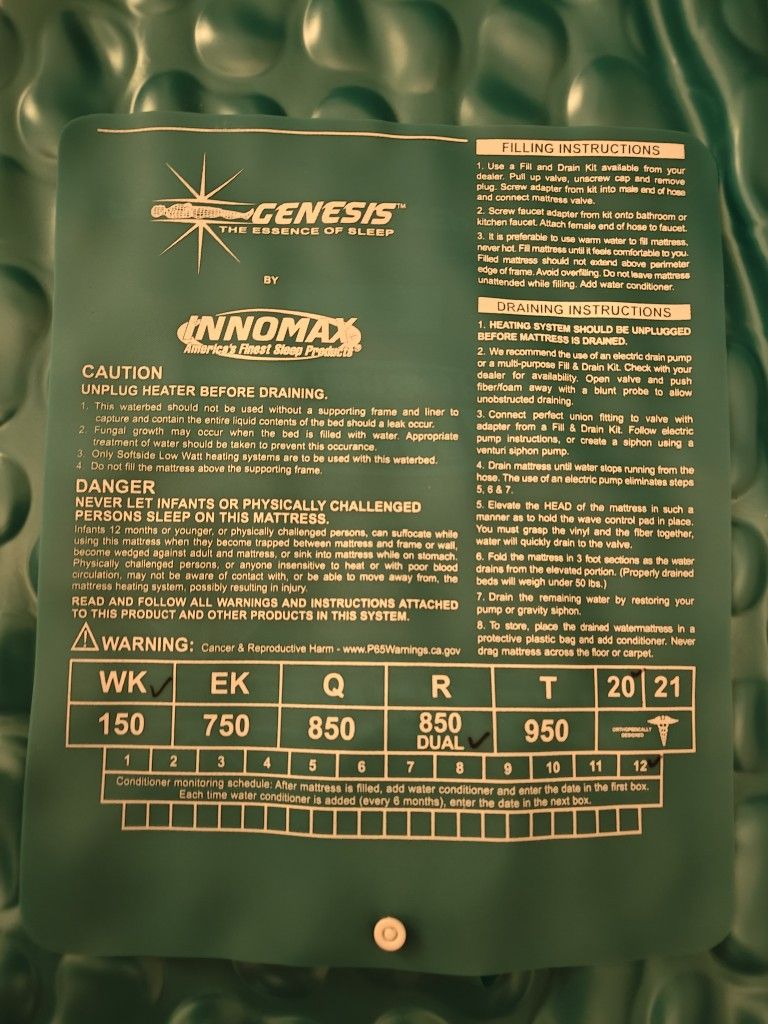 GENESIS™
THE ESSENCE OF SLEEP
BY
INNOMAX®
America's Finest Sleep Products
CAUTION
UNPLUG HEATER BEFORE DRAINING.
1. This waterbed should not be used without a supporting frame and liner to
capture and contain the entire liquid contents of the bed should a leak occur.
2. Fungal growth may occur when the bed is filled with water. Appropriate
treatment of water should be taken to prevent this occurance.
3. Only Softside Low Watt heating systems are to be used with this waterbed.
4. Do not fill the mattress above the supporting frame.
DANGER
NEVER LET INFANTS OR PHYSICALLY CHALLENGED
PERSONS SLEEP ON THIS MATTRESS.
Infants 12 months or younger, or physically challenged persons, can suffocate while
using this mattress when they become trapped between mattress and frame or wall,
become wedged against adult and mattress, or sink into mattress while on stomach.
Physically challenged persons, or anyone insensitive to heat or with poor blood
circulation, may not be aware of contact with, or be able to move away from, the
mattress heating system, possibly resulting in injury.
READ AND FOLLOW ALL WARNINGS AND INSTRUCTIONS ATTACHED
TO THIS PRODUCT AND OTHER PRODUCTS IN THIS SYSTEM.
WARNING: Cancer & Reproductive Harm - www.P65Warnings.ca.gov
FILLING INSTRUCTIONS
1. Use a Fill and Drain Kit available from your
dealer. Pull up valve, unscrew cap and remove
plug. Screw adapter from kit into male end of hose
and connect mattress valve.
2. Screw faucet adapter from kit onto bathroom or
kitchen faucet. Attach female end of hose to faucet.
3. It is preferable to use warm water to fill mattress,
never hot. Fill mattress until it feels comfortable to you.
Filled mattress should not extend above perimeter
edge of frame. Avoid overfilling. Do not leave mattress
unattended while filling. Add water conditioner.
DRAINING INSTRUCTIONS
1. HEATING SYSTEM SHOULD BE UNPLUGGED
BEFORE MATTRESS IS DRAINED.
2. We recommend the use of an electric drain pump
or a multi-purpose Fill & Drain Kit. Check with your
dealer for availability. Open valve and push
fiber/foam away with a blunt probe to allow
unobstructed draining.
3. Connect perfect union fitting to valve with
adapter from a Fill & Drain Kit. Follow electric
pump instructions, or create a siphon using a
venturi siphon pump.
4. Drain mattress until water stops running from the
hose. The use of an electric pump eliminates steps
5, 6 & 7.
5. Elevate the HEAD of the mattress in such a
manner as to hold the wave control pad in place.
You must grasp the vinyl and the fiber together,
water will quickly drain to the valve.
6. Fold the mattress in 3 foot sections as the water
drains from the elevated portion. (Properly drained
beds will weigh under 50 lbs.)
7. Drain the remaining water by restoring your
pump or gravity siphon.
8. To store, place the drained watermattress in a
protective plastic bag and add conditioner. Never
drag mattress across the floor or carpet.
WK EK Q R T 20 21
150 750 850 850 DUAL 950 ORTHOPEDICALLY DESIGNED
1 2 3 4 5 6 7 8 9 10 11 12
Conditioner monitoring schedule: After mattress is filled, add water conditioner and enter the date in the first box.
Each time water conditioner is added (every 6 months), enter the date in the next box.